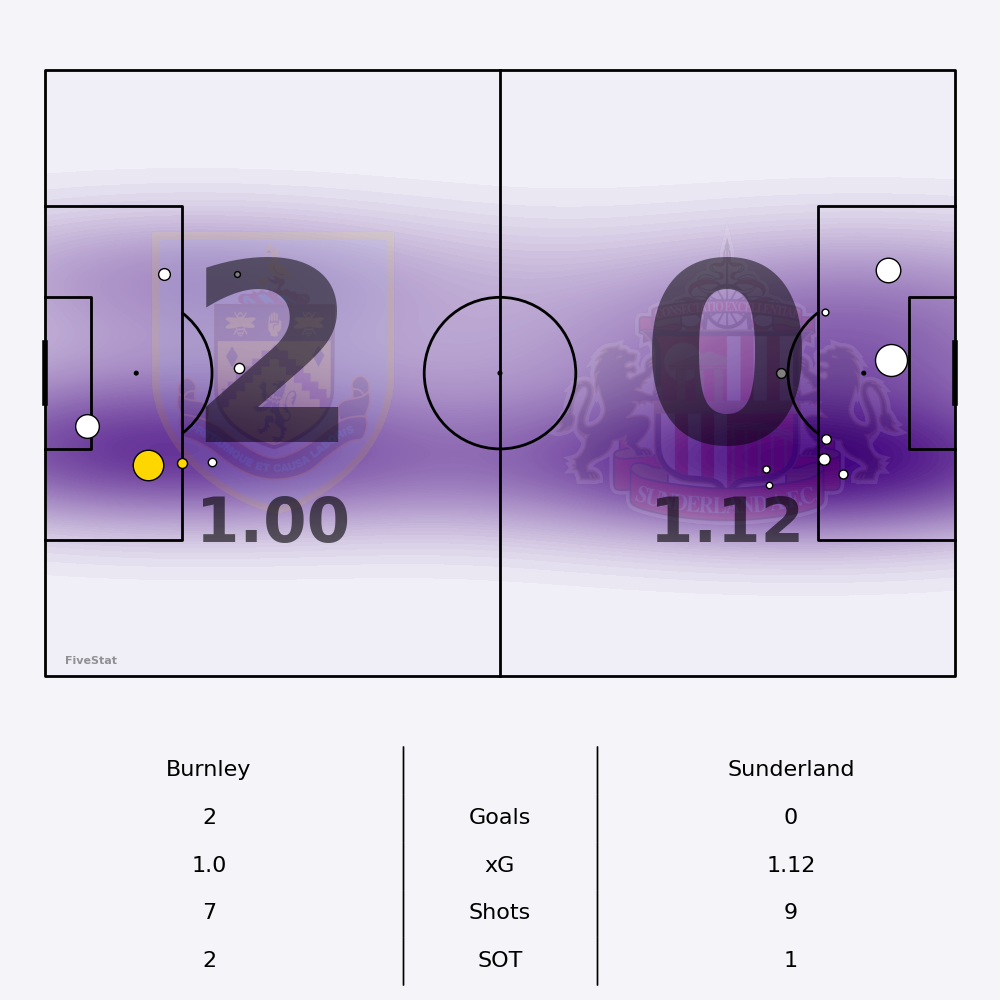 2 0
1.00 1.12
SUNDERLAND A.F.C.
FiveStat
Burnley Sunderland
2 Goals 0
1.0 xG 1.12
7 Shots 9
2 SOT 1